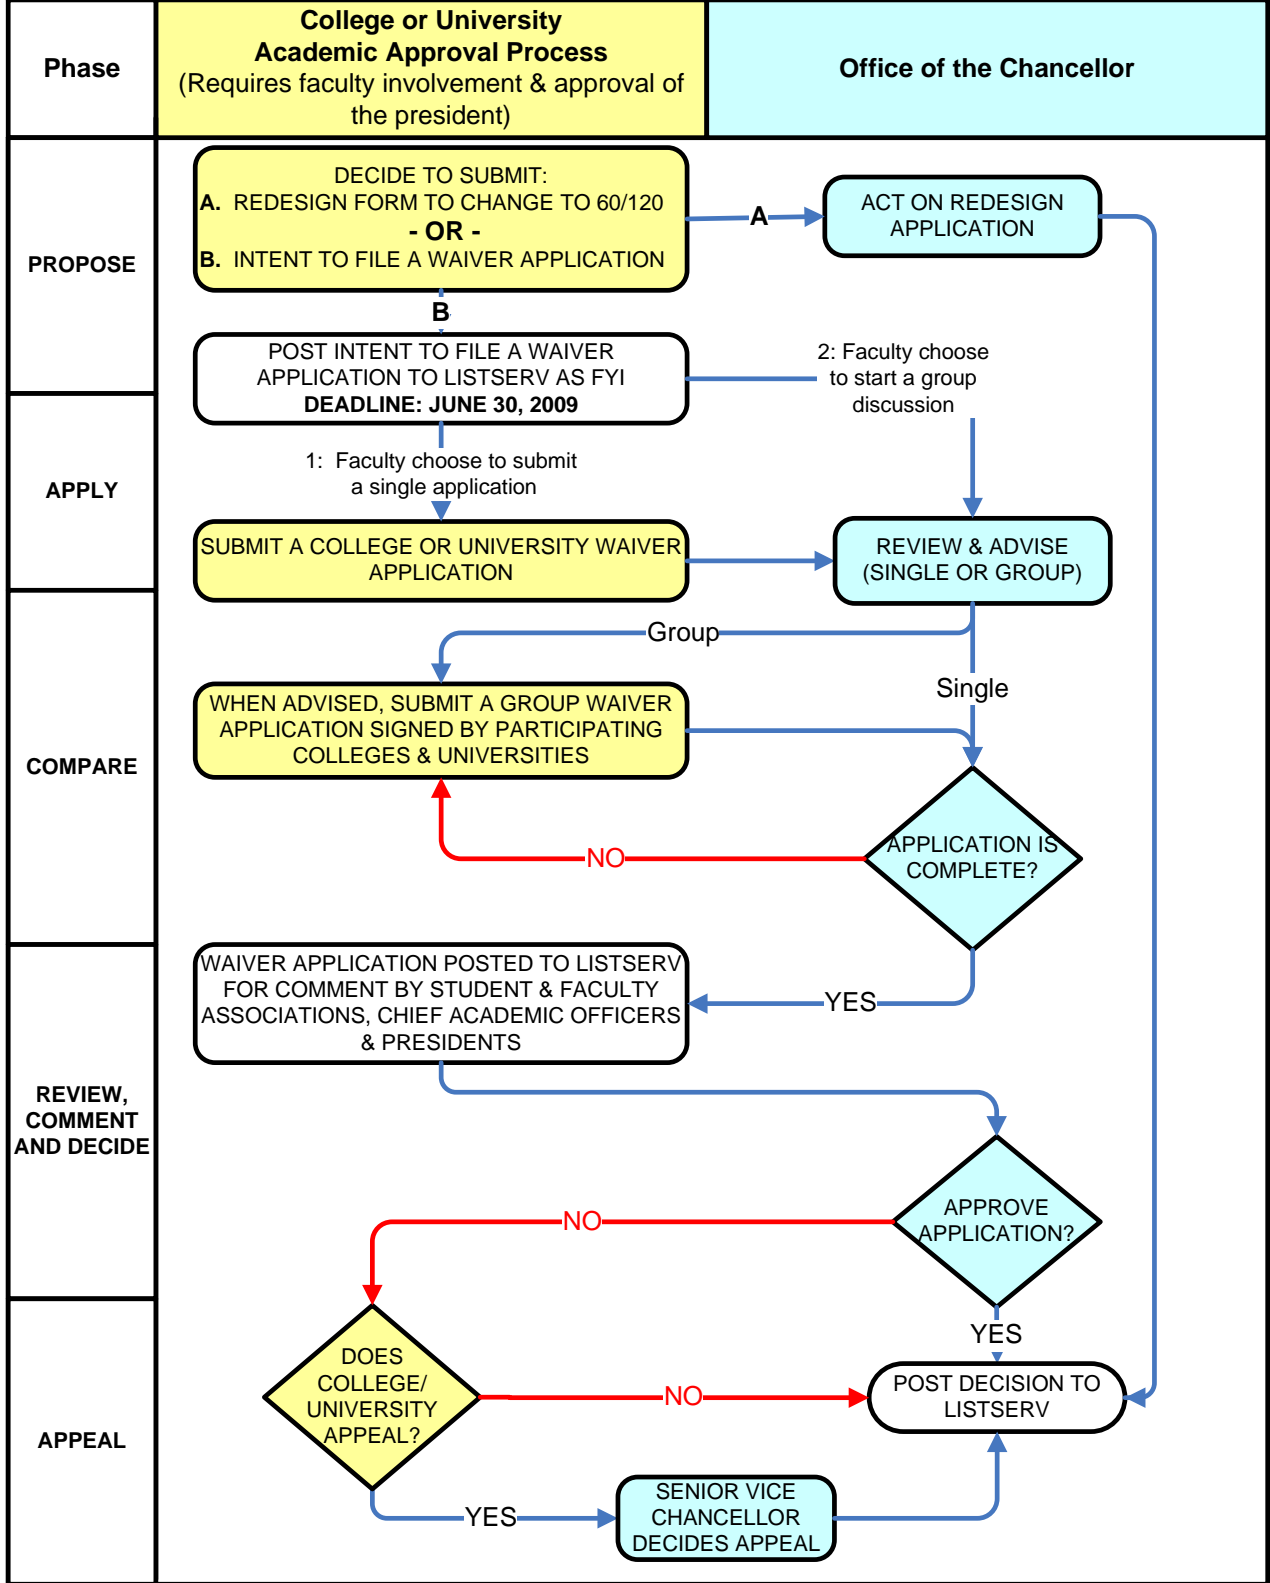 Phase
College or University
Academic Approval Process
(Requires faculty involvement & approval of
the president)
Office of the Chancellor
PROPOSE
DECIDE TO SUBMIT:
A. REDESIGN FORM TO CHANGE TO 60/120
- OR -
B. INTENT TO FILE A WAIVER APPLICATION
A
ACT ON REDESIGN
APPLICATION
B
POST INTENT TO FILE A WAIVER
APPLICATION TO LISTSERV AS FYI
DEADLINE: JUNE 30, 2009
2: Faculty choose
to start a group
discussion
APPLY
1: Faculty choose to submit
a single application
SUBMIT A COLLEGE OR UNIVERSITY WAIVER
APPLICATION
REVIEW & ADVISE
(SINGLE OR GROUP)
COMPARE
Group
Single
WHEN ADVISED, SUBMIT A GROUP WAIVER
APPLICATION SIGNED BY PARTICIPATING
COLLEGES & UNIVERSITIES
APPLICATION IS
COMPLETE?
NO
REVIEW,
COMMENT
AND DECIDE
WAIVER APPLICATION POSTED TO LISTSERV
FOR COMMENT BY STUDENT & FACULTY
ASSOCIATIONS, CHIEF ACADEMIC OFFICERS
& PRESIDENTS
YES
APPROVE
APPLICATION?
NO
YES
APPEAL
DOES
COLLEGE/
UNIVERSITY
APPEAL?
NO
POST DECISION TO
LISTSERV
YES
SENIOR VICE
CHANCELLOR
DECIDES APPEAL